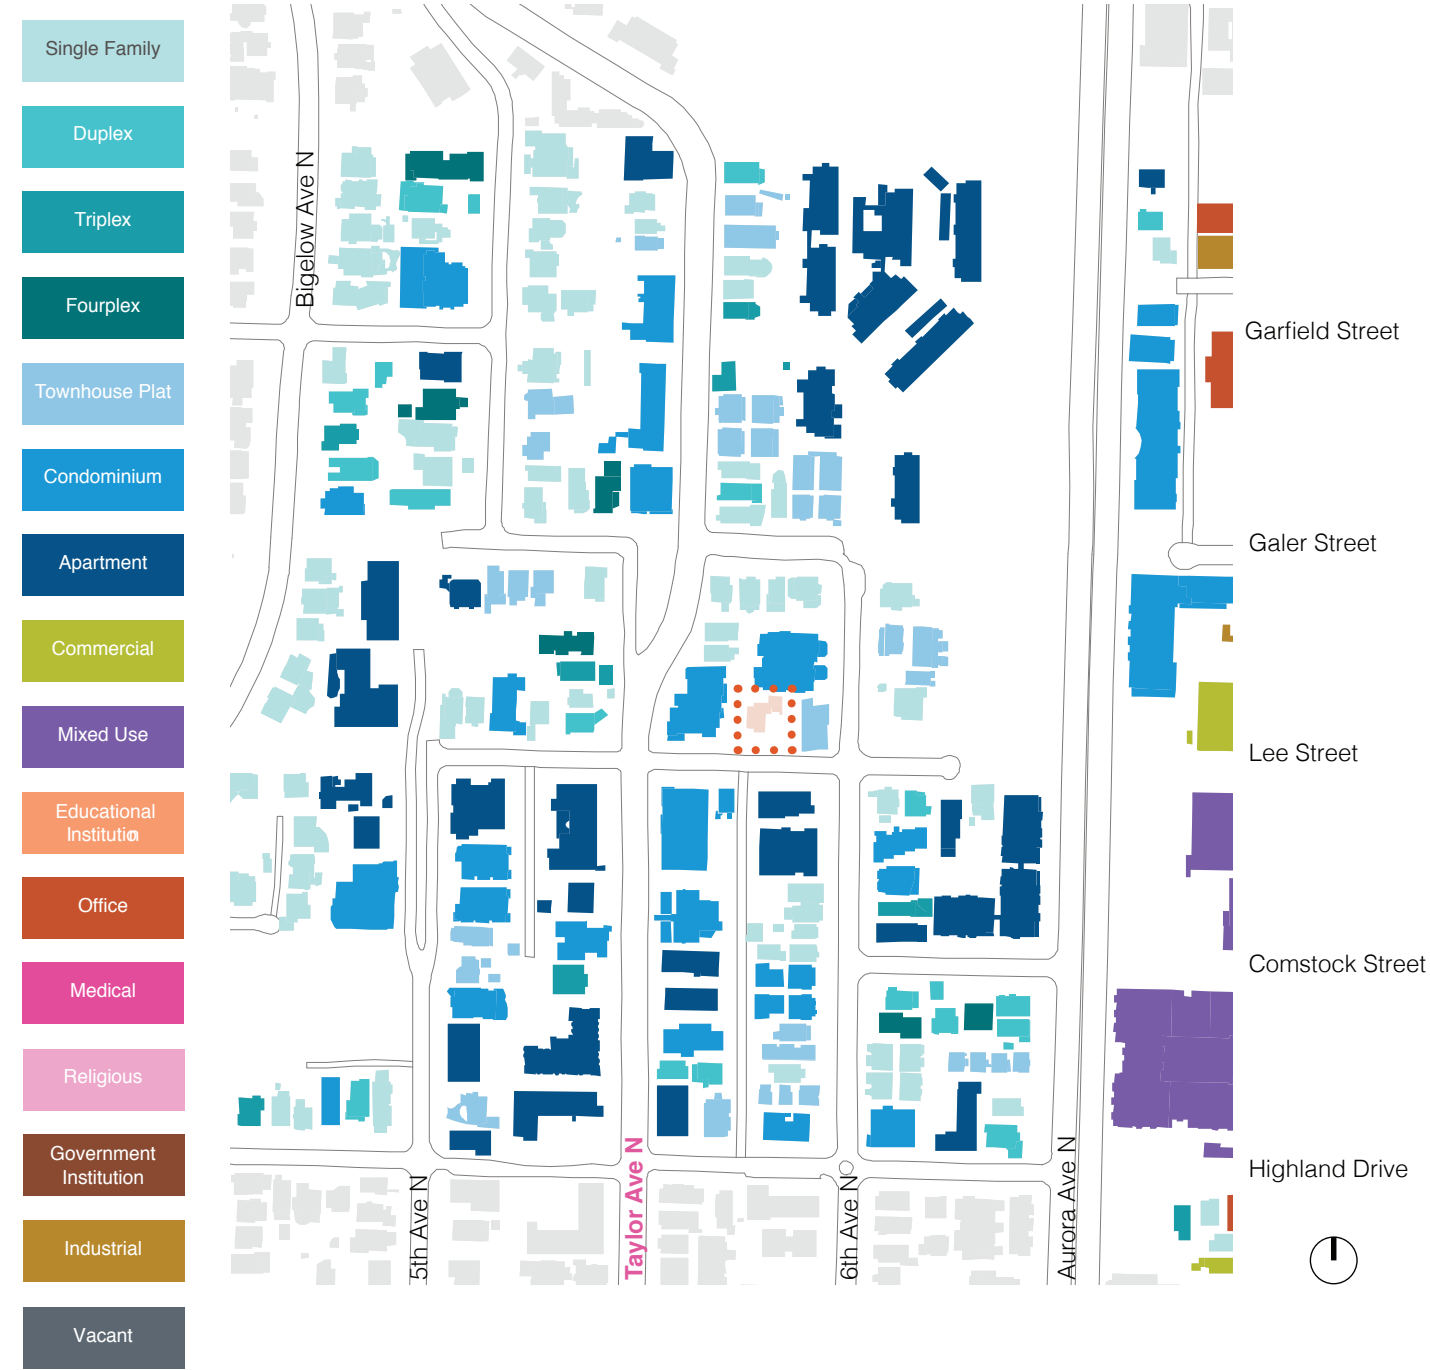 Single Family
Duplex
Triplex
Fourplex
Townhouse Plat
Condominium
Apartment
Commercial
Mixed Use
Educational
Institution
Office
Medical
Religious
Government
Institution
Industrial
Vacant
Bigelow Ave N
5th Ave N
Taylor Ave N
6th Ave N
Aurora Ave N
Garfield Street
Galer Street
Lee Street
Comstock Street
Highland Drive